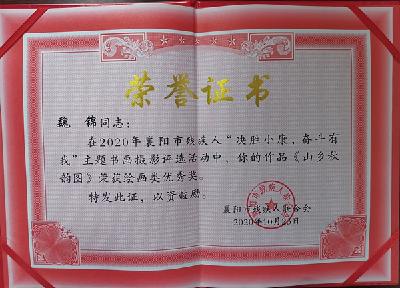 荣誉证书
魏 锦同志：
在2020年襄阳市残疾人“决胜小康，奋斗有
我”主题书画摄影评选活动中，你的作品《山乡秋
韵图》荣获绘画类优秀奖。
特发此证，以资鼓励。
襄阳市残疾人联合会
2020年10月23日